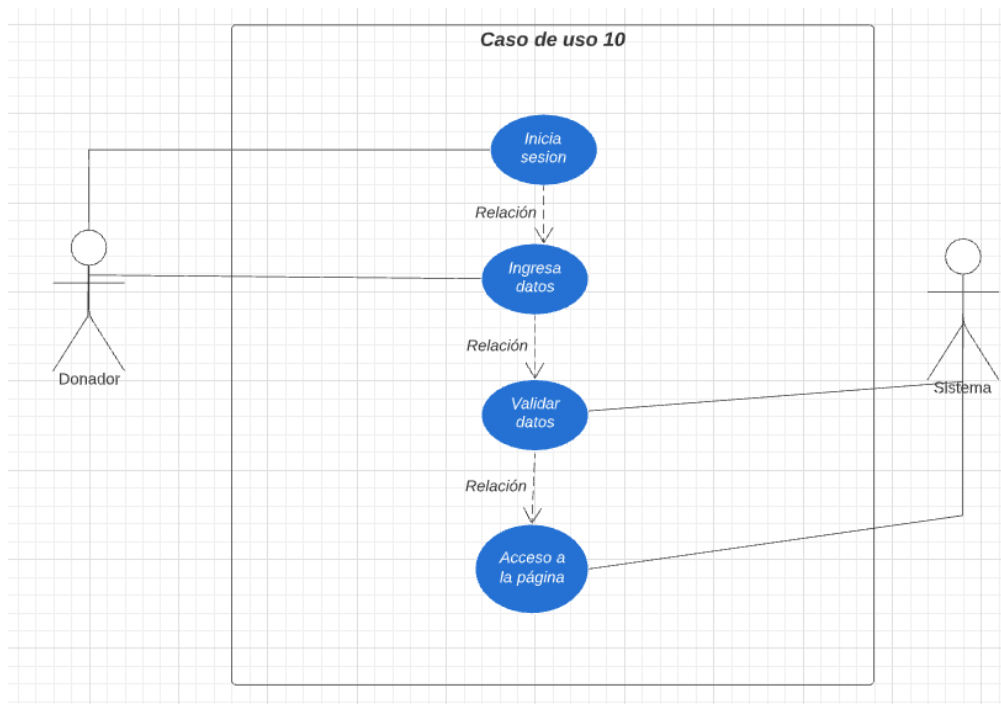 Caso de uso 10
Inicia
sesion
Relación
Ingresa
datos
Donador
Relación
Validar
datos
Sistema
Relación
Acceso a
la página